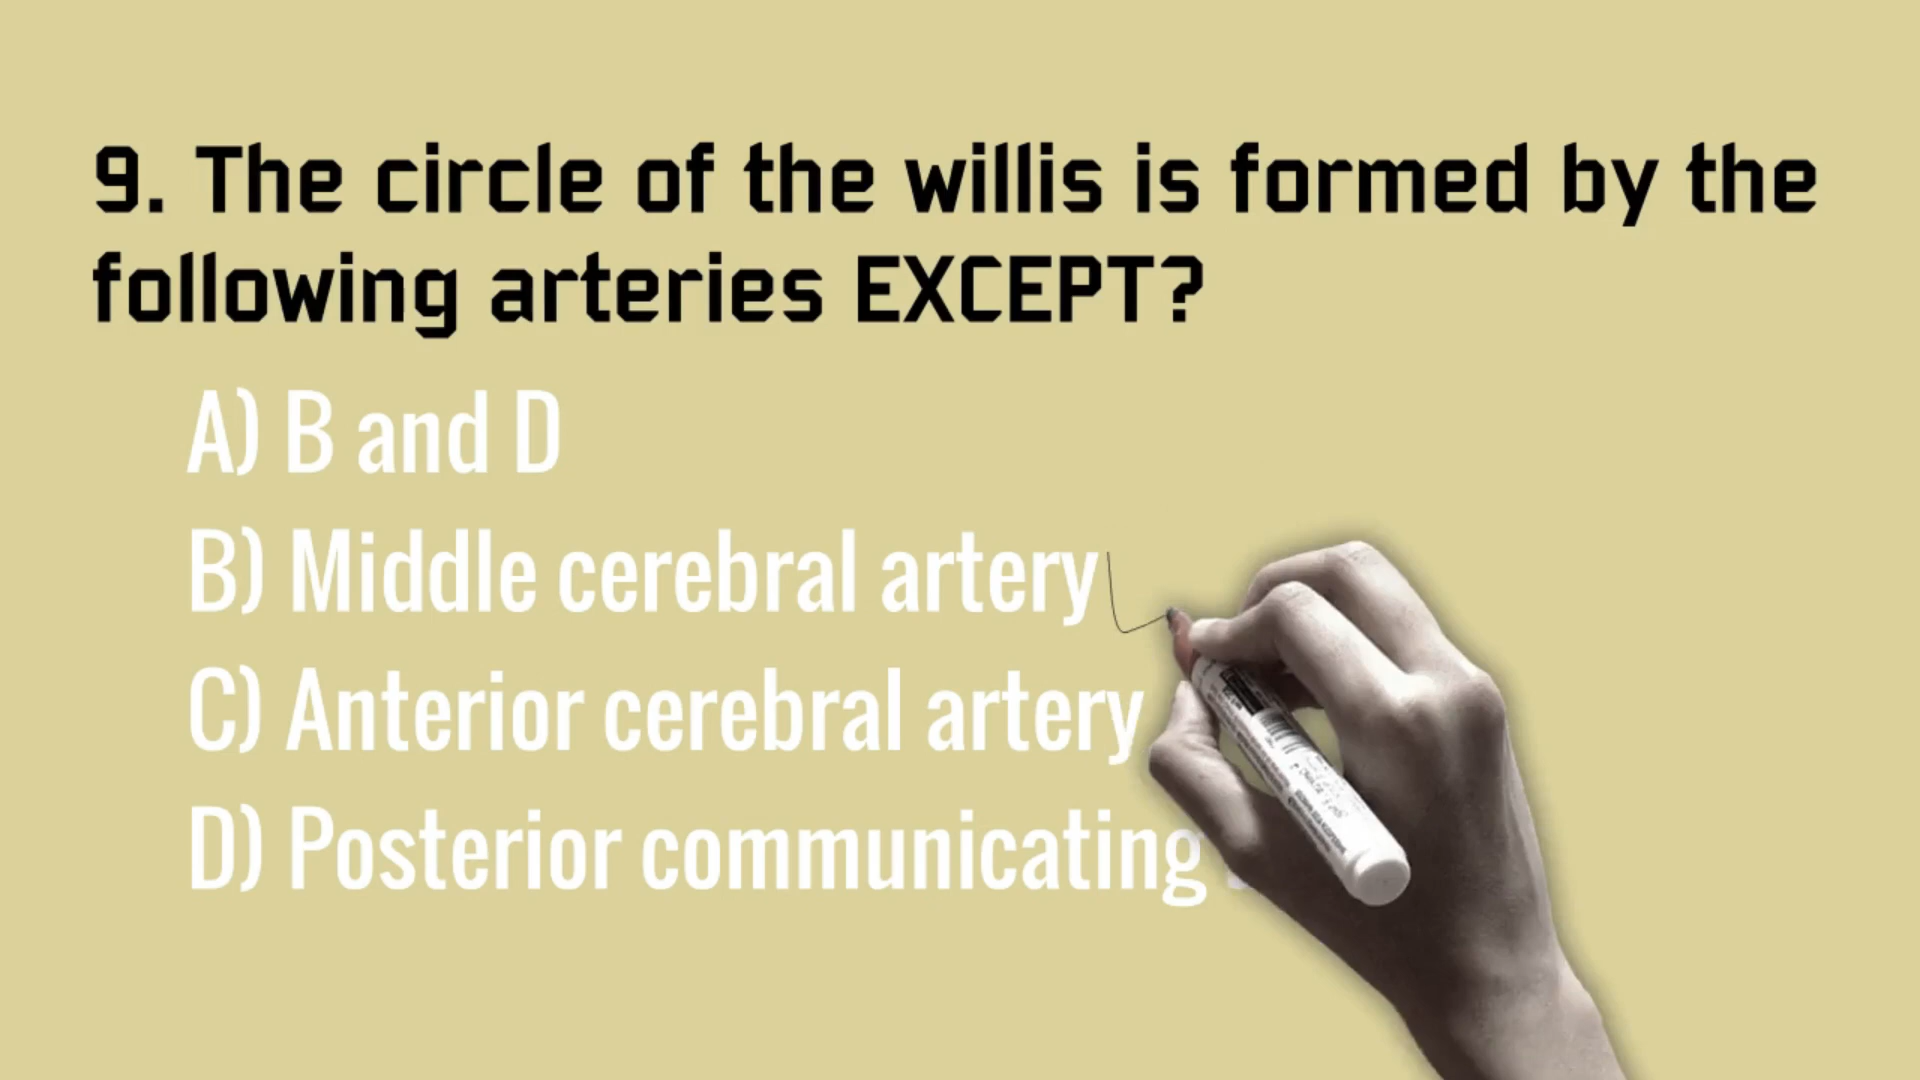 9. The circle of the willis is formed by the
following arteries EXCEPT?
A) B and D
B) Middle cerebral artery
C) Anterior cerebral artery
D) Posterior communicating